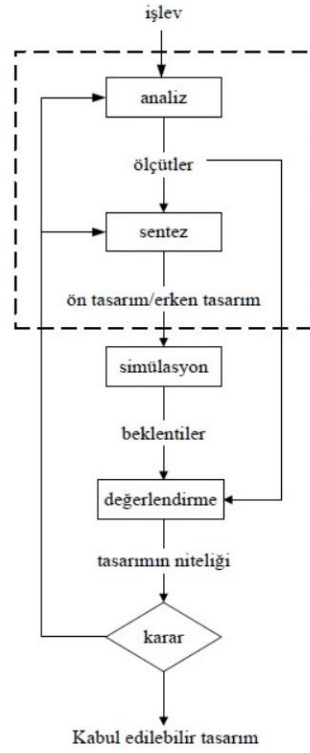 işlev
analiz
ölçütler
sentez
ön tasarım/erken tasarım
simülasyon
beklentiler
değerlendirme
tasarımın niteliği
karar
Kabul edilebilir tasarım